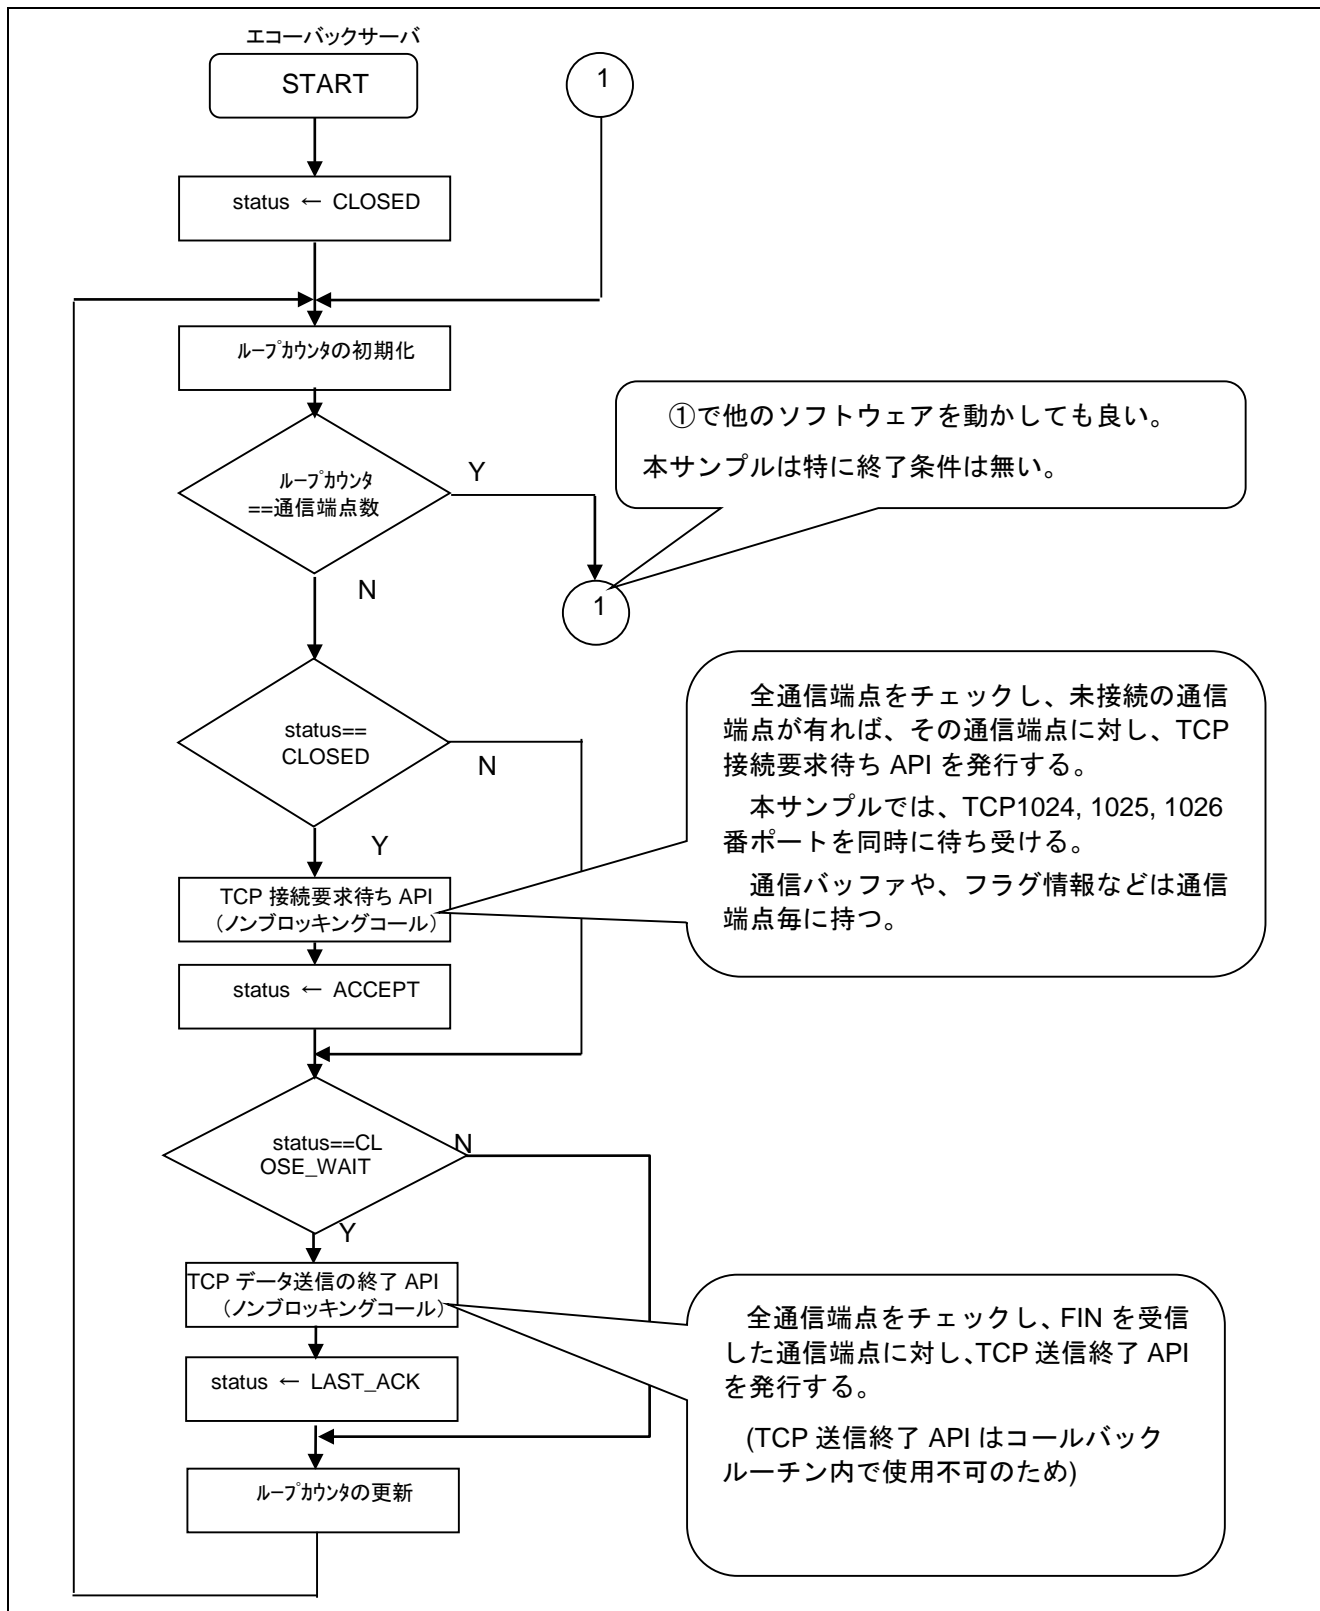 エコーバックサーバ
START
1
status ← CLOSED
ループカウンタの初期化
①で他のソフトウェアを動かしても良い。
本サンプルは特に終了条件は無い。
ループカウンタ
==通信端点数
Y
N
1
status==
CLOSED
N
Y
全通信端点をチェックし、未接続の通信
端点が有れば、その通信端点に対し、TCP
接続要求待ち API を発行する。
本サンプルでは、TCP1024, 1025, 1026
番ポートを同時に待ち受ける。
通信バッファや、フラグ情報などは通信
端点毎に持つ。
TCP 接続要求待ち API
（ノンブロッキングコール）
status ← ACCEPT
status==CL
OSE_WAIT
N
Y
TCP データ送信の終了 API
（ノンブロッキングコール）
全通信端点をチェックし、FIN を受信
した通信端点に対し、TCP 送信終了 API
を発行する。
(TCP 送信終了 API はコールバック
ルーチン内で使用不可のため)
status ← LAST_ACK
ループカウンタの更新